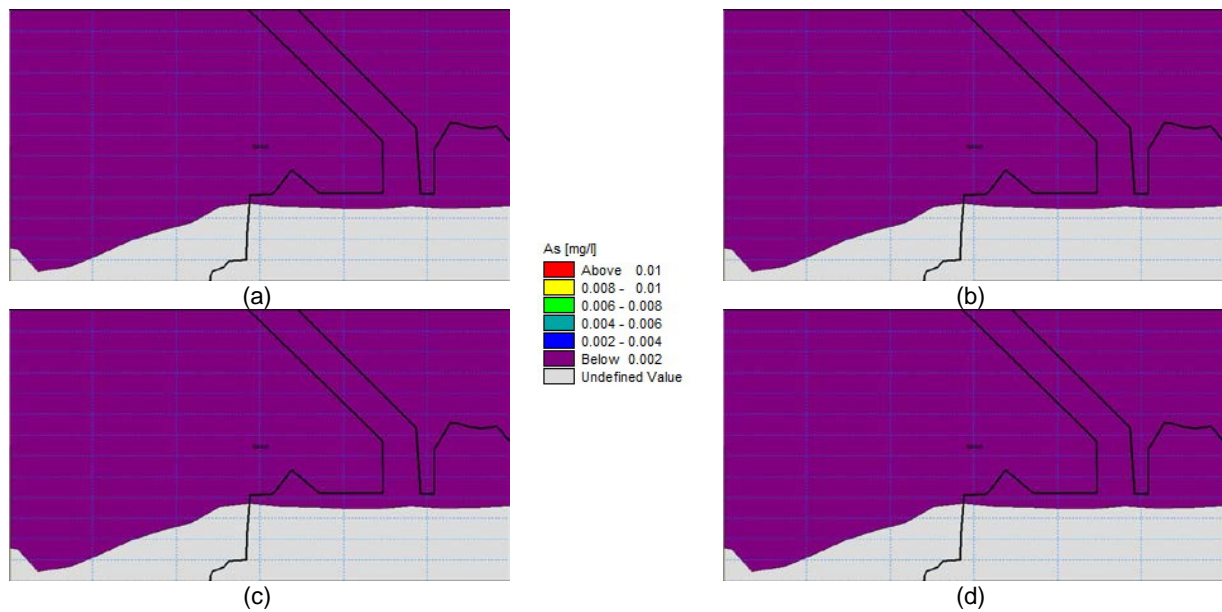 (a)
(b)
As [mg/l]
Above 0.01
0.008 - 0.01
0.006 - 0.008
0.004 - 0.006
0.002 - 0.004
Below 0.002
Undefined Value
(c)
(d)